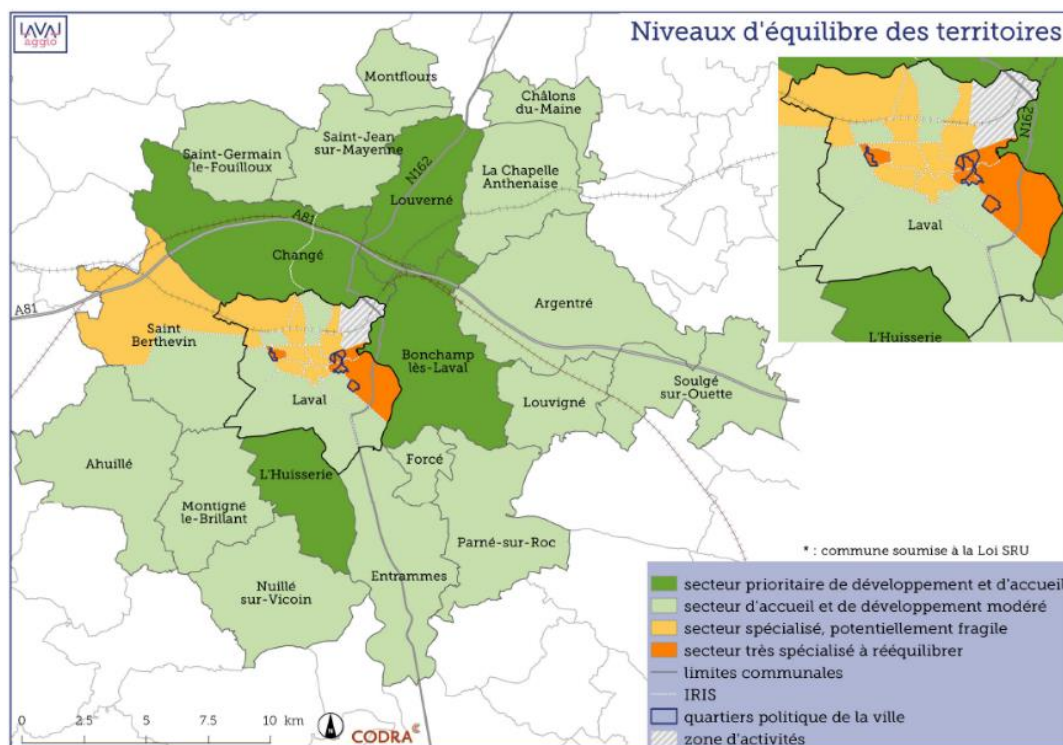 LAVAL
agglo
Niveaux d'équilibre des territoires
Montflours
Châlons
du-Maine
Saint-Jean
sur-Mayenne
Saint-Germain
le-Fouilloux
N162
La Chapelle
Anthenaise
Louverné
A81
Changé
A81
Argentré
Saint
Berthevin
Bonchamp
lès-Laval
Soulgé
sur-Ouette
Louvigné
Laval
Ahuillé
L'Huisserie
Forcé
Montigné
le-Brillant
Parné-sur-Roc
Entrammes
Nuillé
sur-Vicoin
N162
Laval
L'Huisserie
* : commune soumise à la Loi SRU
secteur prioritaire de développement et d'accueil
secteur d'accueil et de développement modéré
secteur spécialisé, potentiellement fragile
secteur très spécialisé à rééquilibrer
limites communales
IRIS
quartiers politique de la ville
zone d'activités
0 2.5 5 7.5 10 km
N
CODRA